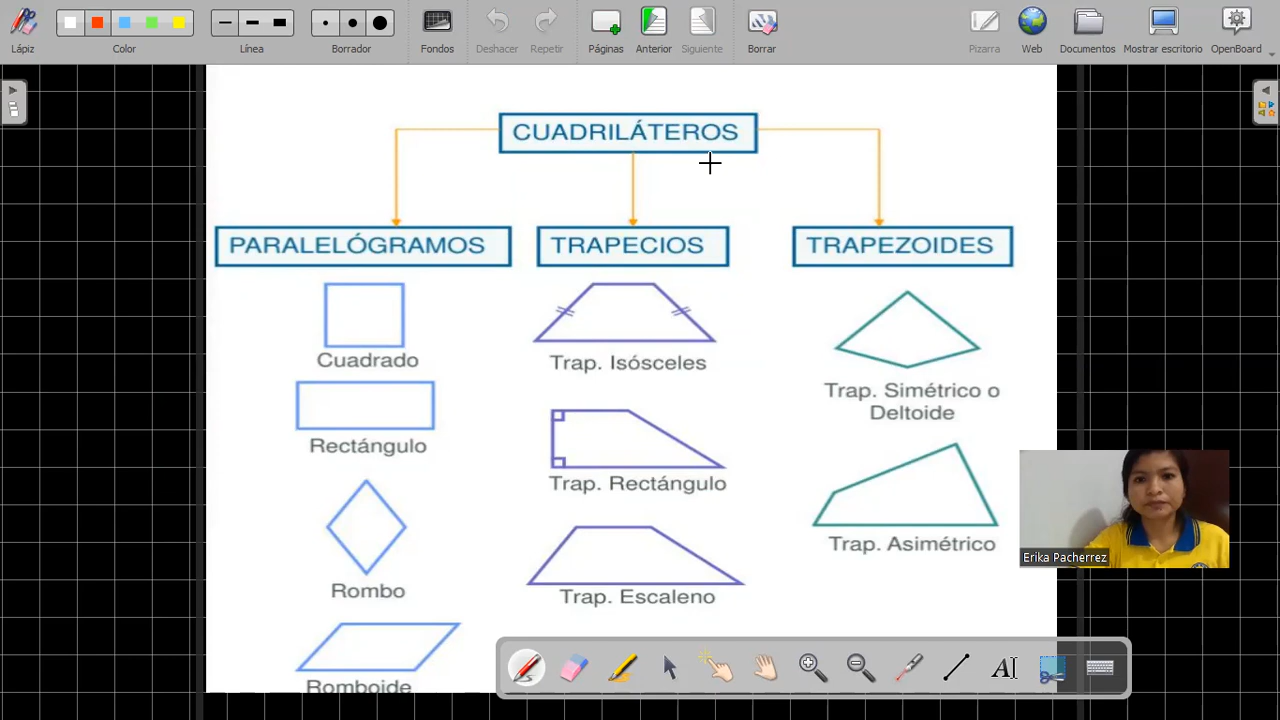 Lápiz
Color
Línea
Borrador
Fondos
Deshacer
Repetir
Páginas
Anterior
Siguiente
Borrar
Pizarra
Web
Documentos
Mostrar escritorio
OpenBoard
CUADRILÁTEROS
PARALELÓGRAMOS
TRAPECIOS
TRAPEZOIDES
Cuadrado
Rectángulo
Rombo
Romboide
Trap. Isósceles
Trap. Rectángulo
Trap. Escaleno
Trap. Simétrico o
Deltoide
Trap. Asimétrico
Erika Pacherrez
AI